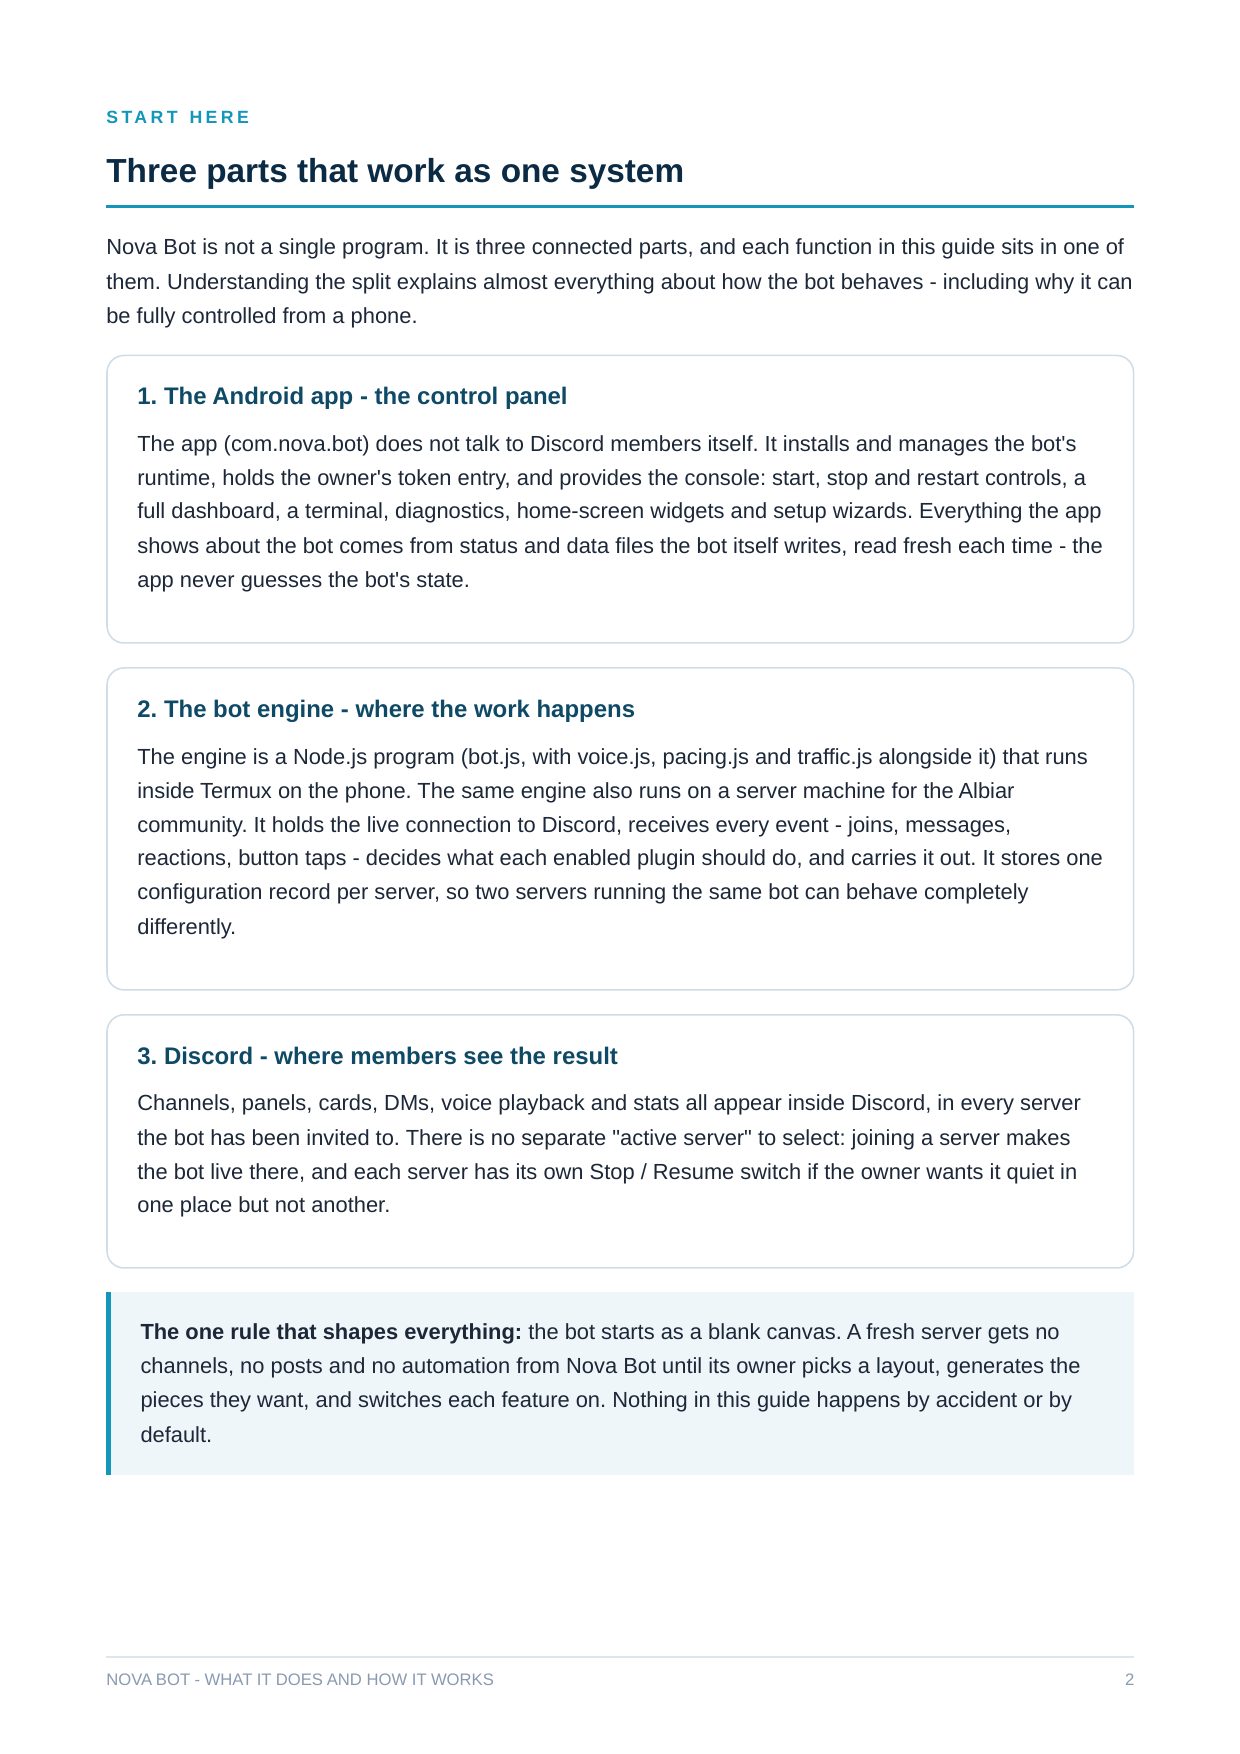 START HERE
Three parts that work as one system
Nova Bot is not a single program. It is three connected parts, and each function in this guide sits in one of
them. Understanding the split explains almost everything about how the bot behaves - including why it can
be fully controlled from a phone.
1. The Android app - the control panel
The app (com.nova.bot) does not talk to Discord members itself. It installs and manages the bot's
runtime, holds the owner's token entry, and provides the console: start, stop and restart controls, a
full dashboard, a terminal, diagnostics, home-screen widgets and setup wizards. Everything the app
shows about the bot comes from status and data files the bot itself writes, read fresh each time - the
app never guesses the bot's state.
2. The bot engine - where the work happens
The engine is a Node.js program (bot.js, with voice.js, pacing.js and traffic.js alongside it) that runs
inside Termux on the phone. The same engine also runs on a server machine for the Albiar
community. It holds the live connection to Discord, receives every event - joins, messages,
reactions, button taps - decides what each enabled plugin should do, and carries it out. It stores one
configuration record per server, so two servers running the same bot can behave completely
differently.
3. Discord - where members see the result
Channels, panels, cards, DMs, voice playback and stats all appear inside Discord, in every server
the bot has been invited to. There is no separate "active server" to select: joining a server makes
the bot live there, and each server has its own Stop / Resume switch if the owner wants it quiet in
one place but not another.
The one rule that shapes everything: the bot starts as a blank canvas. A fresh server gets no
channels, no posts and no automation from Nova Bot until its owner picks a layout, generates the
pieces they want, and switches each feature on. Nothing in this guide happens by accident or by
default.
NOVA BOT - WHAT IT DOES AND HOW IT WORKS
2